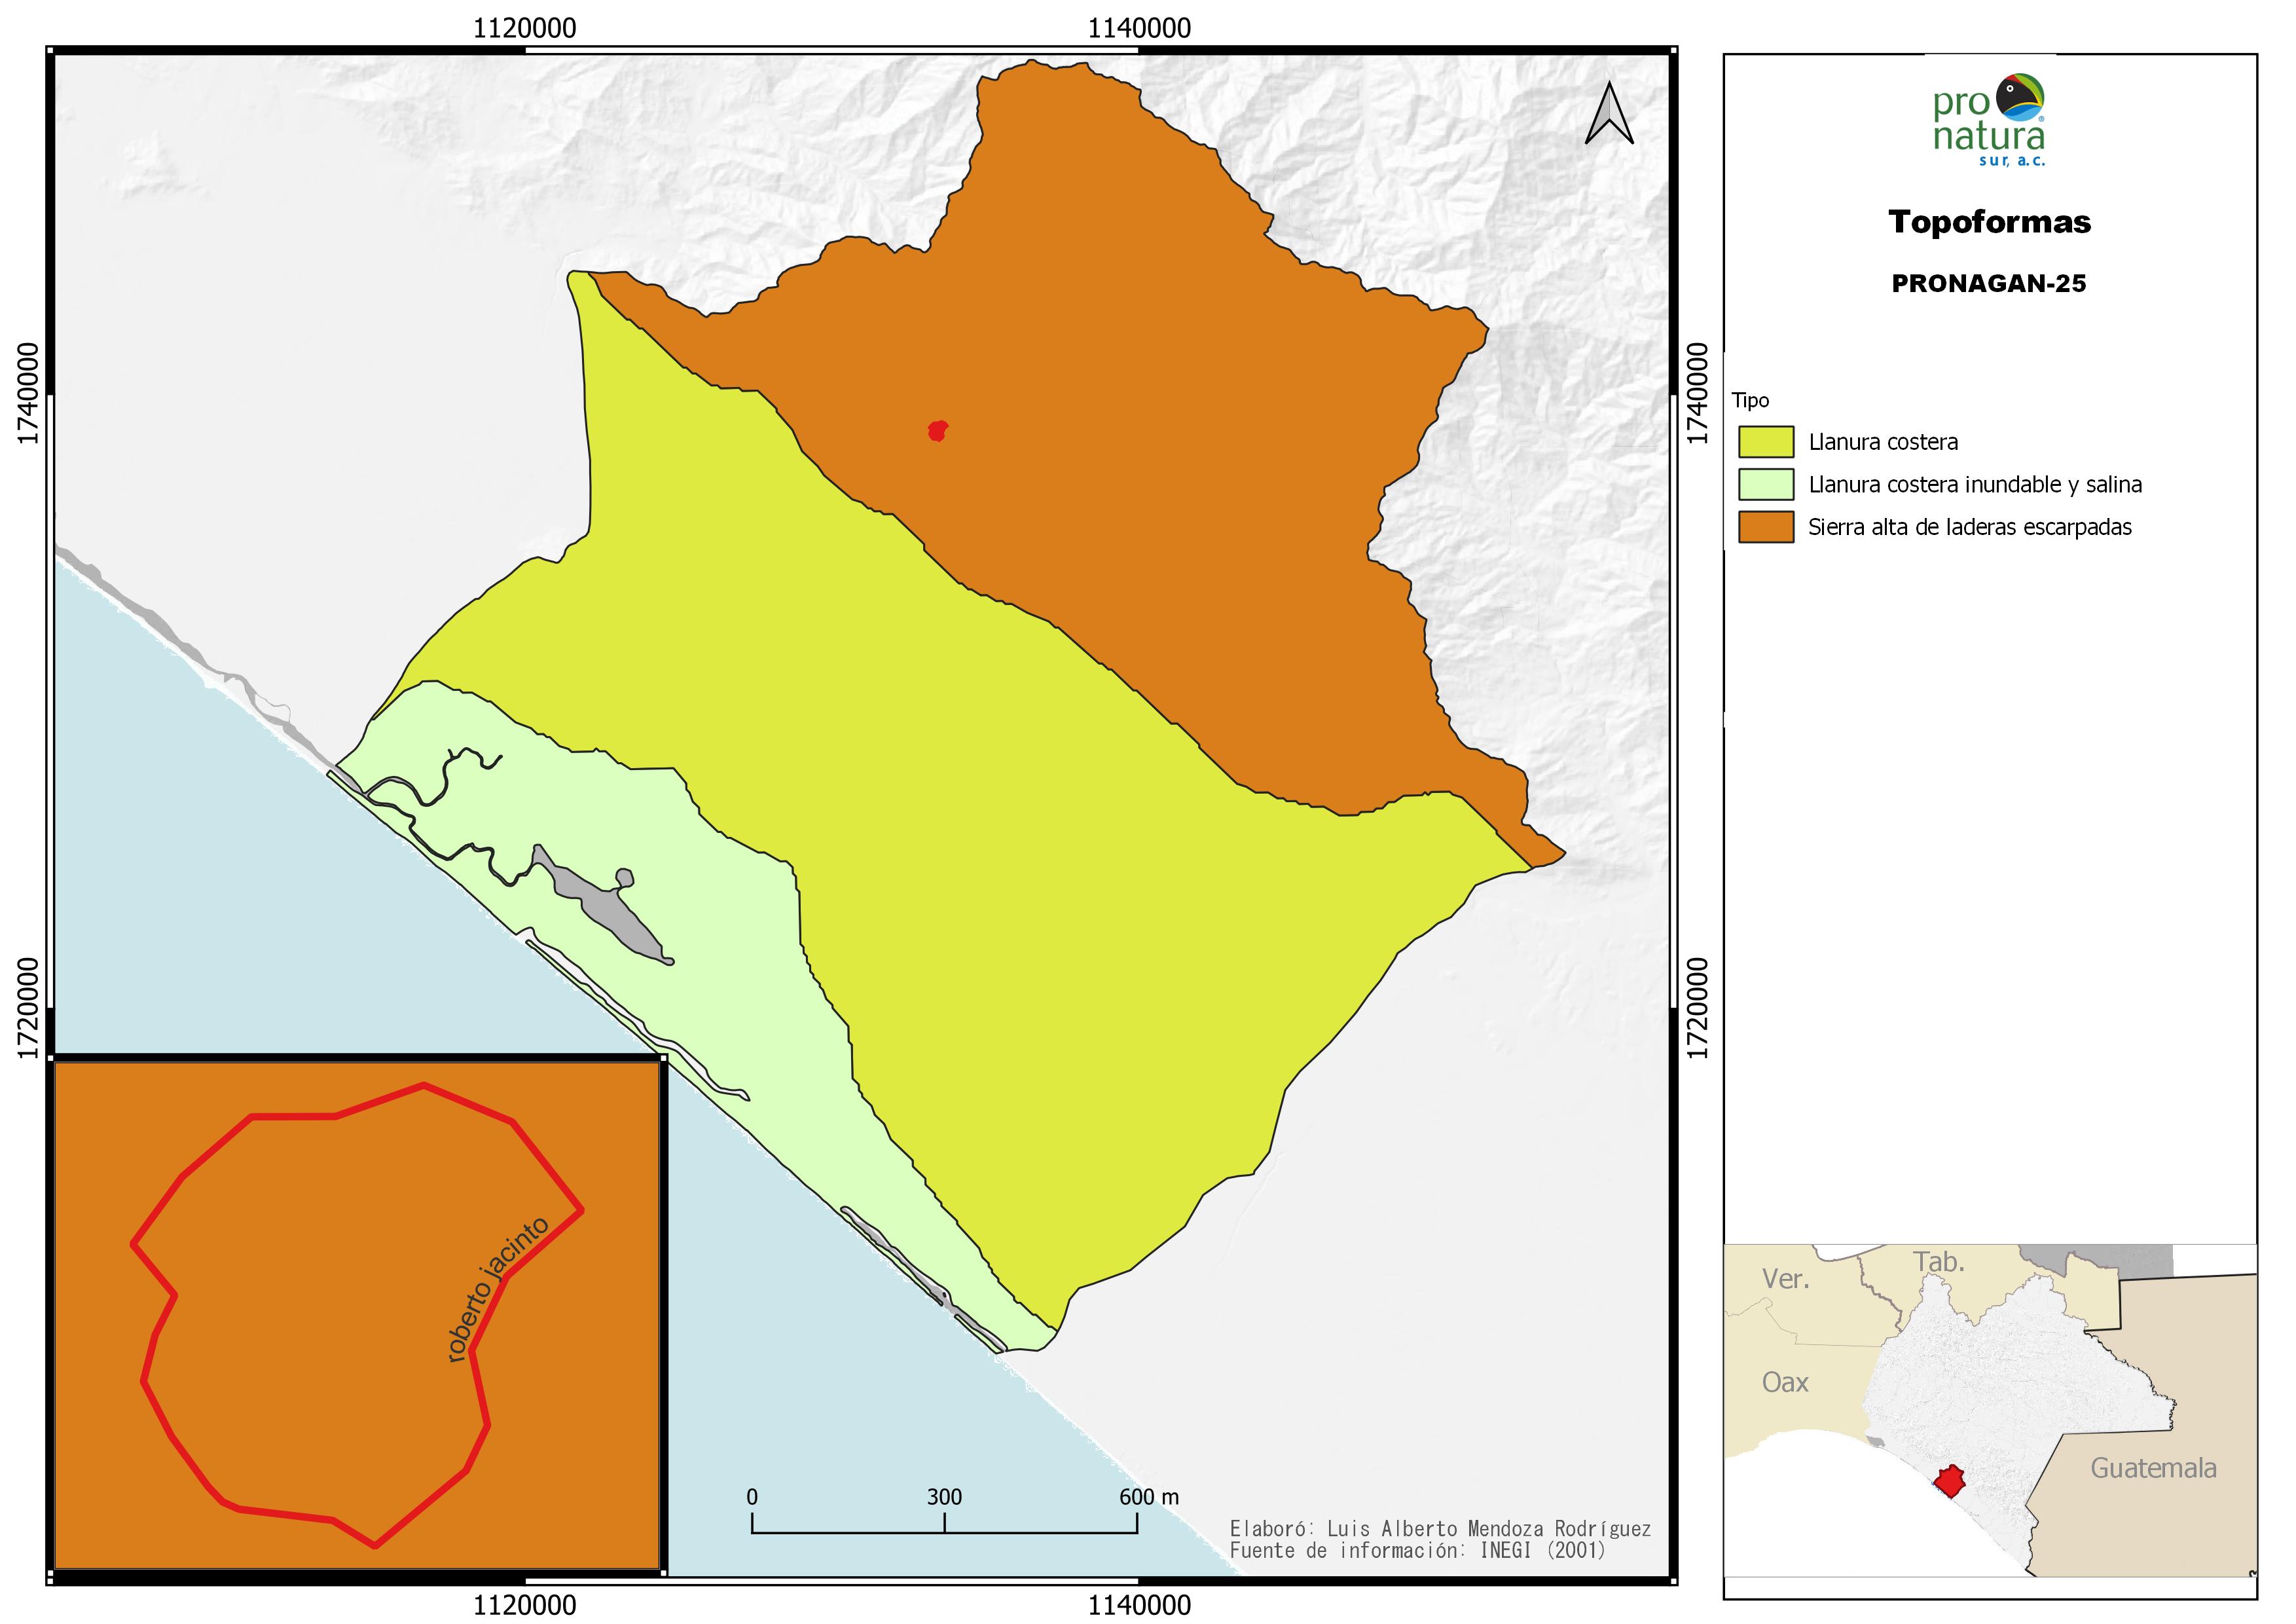 1120000
1140000
1740000
1740000
1720000
1720000
1120000
1140000
roberto jacinto
0
300
600 m
Elaboró: Luis Alberto Mendoza Rodríguez
Fuente de información: INEGI (2001)
pro
natura
sur, a.c.
Topoformas
PRONAGAN-25
Tipo
Llanura costera
Llanura costera inundable y salina
Sierra alta de laderas escarpadas
Ver.
Tab.
Oax
Guatemala